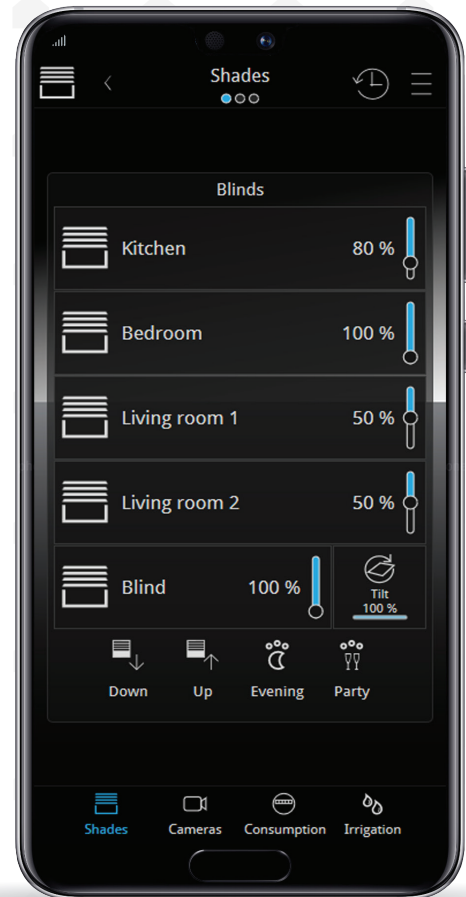 Shades
Blinds
Kitchen 80 %
Bedroom 100 %
Living room 1 50 %
Living room 2 50 %
Blind 100 % Tilt
100 %
Down Up Evening Party
Shades Cameras Consumption Irrigation